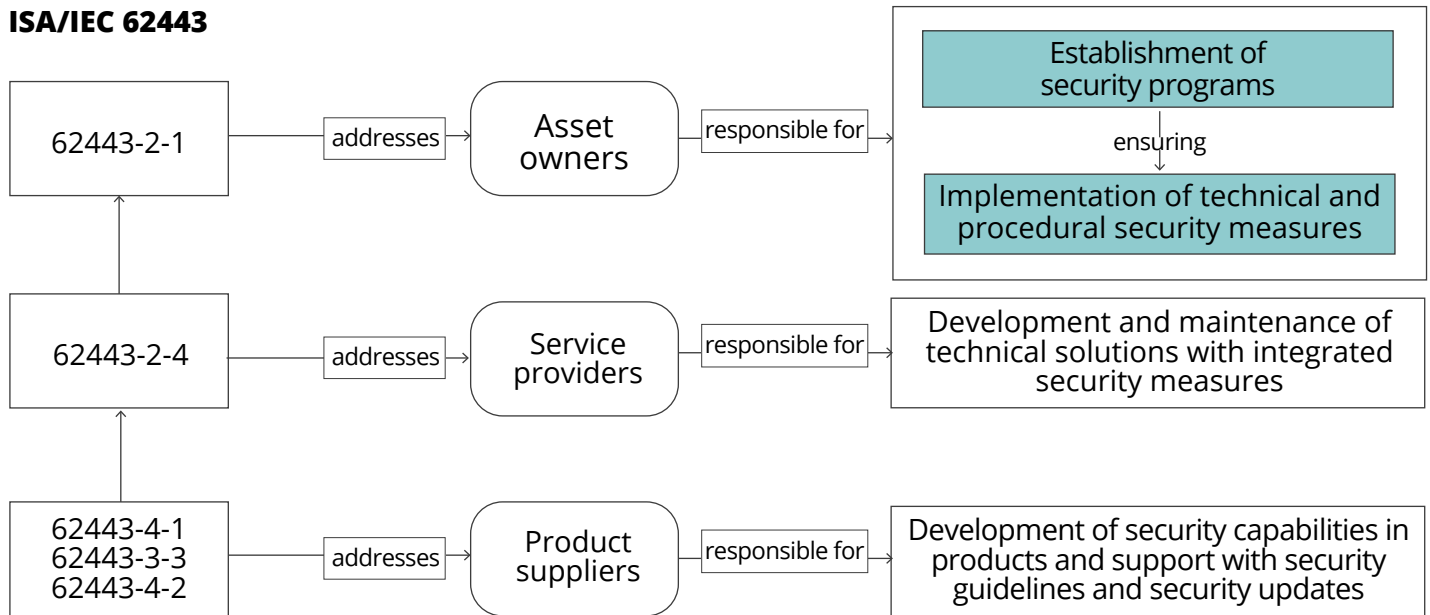 ISA/IEC 62443
62443-2-1
addresses
Asset
owners
responsible for
Establishment of
security programs
ensuring
Implementation of technical and
procedural security measures
62443-2-4
addresses
Service
providers
responsible for
Development and maintenance of
technical solutions with integrated
security measures
62443-4-1
62443-3-3
62443-4-2
addresses
Product
suppliers
responsible for
Development of security capabilities in
products and support with security
guidelines and security updates